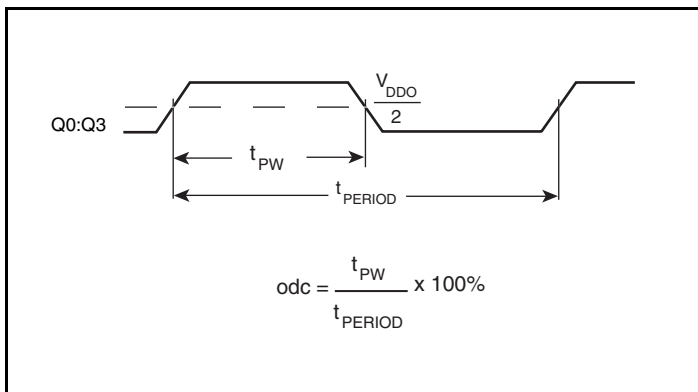 V_DDO
2
Q0:Q3
t_PW
t_PERIOD
odc = t_PW / t_PERIOD x 100%